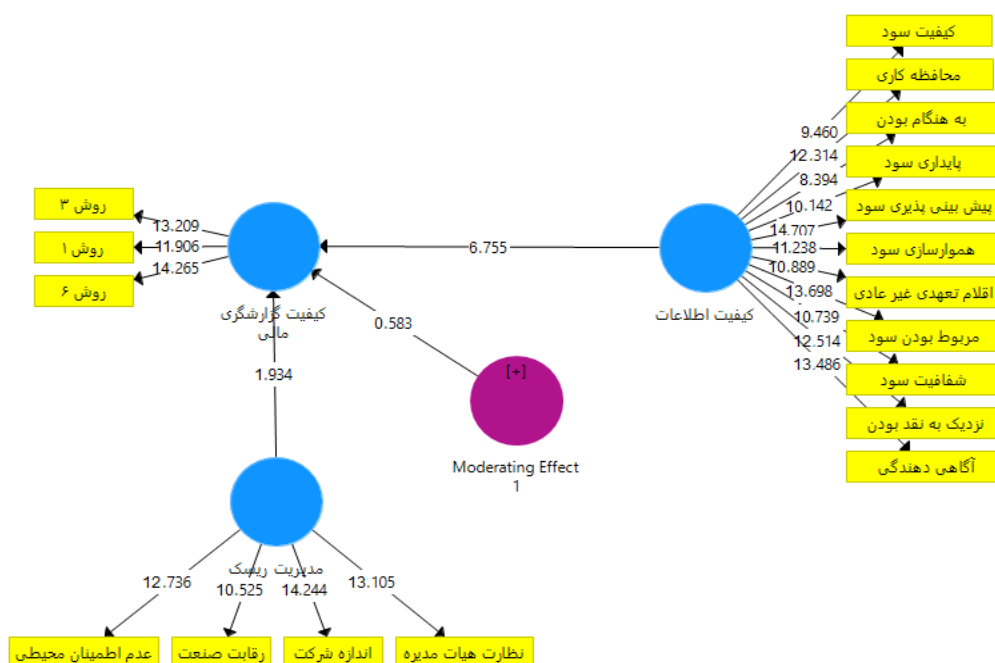 کیفیت سود
محافظه کاری
به هنگام بودن
پایداری سود
پیش بینی پذیری سود
هموارسازی سود
اقلام تعهدی غیر عادی
مربوط بودن سود
شفافیت سود
نزدیک به نقد بودن
آگاهی دهندگی
9.460
12.314
8.394
10.142
14.707
11.238
10.889
13.698
10.739
12.514
13.486
کیفیت اطلاعات
6.755
روش ۳
روش ۱
روش ۶
13.209
11.906
14.265
کیفیت گزارشگری
مالی
0.583
[+]
Moderating Effect
1
1.934
مدیریت ریسک
12.736
10.525
14.244
13.105
عدم اطمینان محیطی
رقابت صنعت
اندازه شرکت
نظارت هیات مدیره